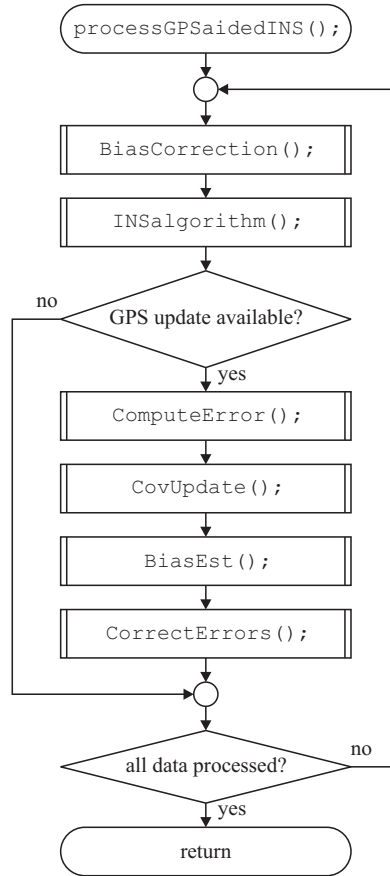 processGPSaidedINS();
BiasCorrection();
INSalgorithm();
no
GPS update available?
yes
ComputeError();
CovUpdate();
BiasEst();
CorrectErrors();
all data processed?
no
yes
return